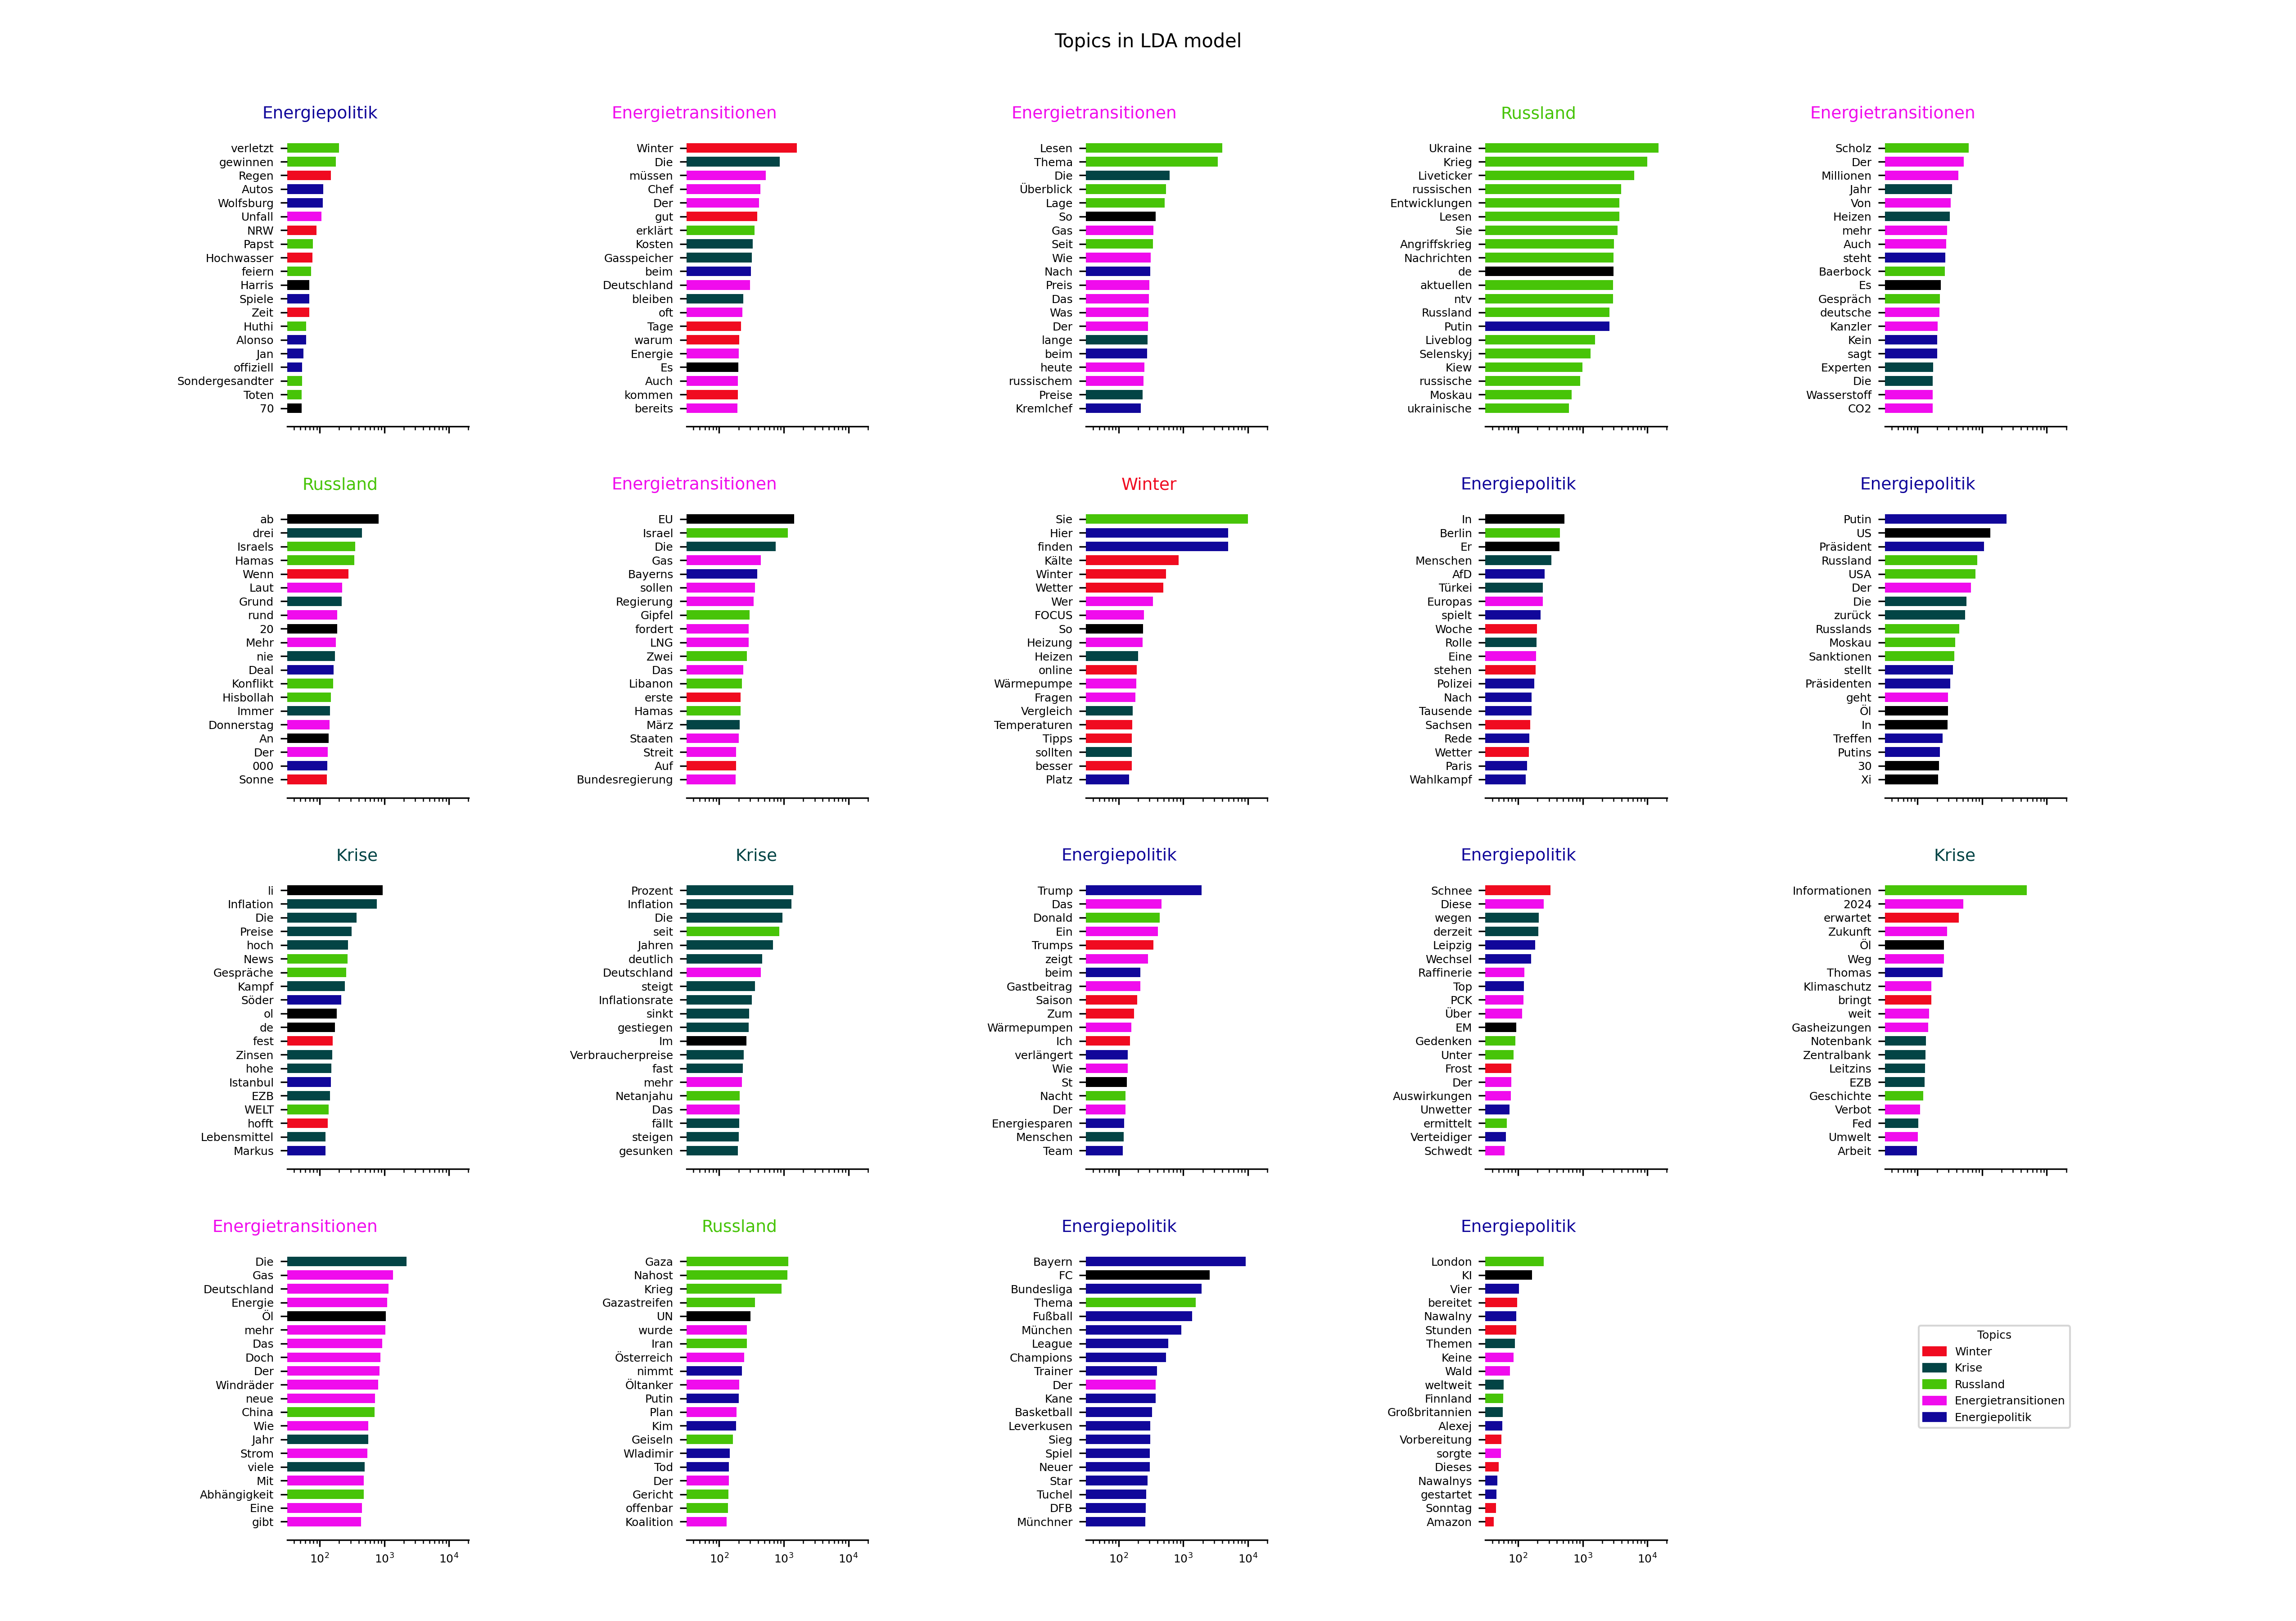 Topics in LDA model
Energiepolitik
verletzt
gewinnen
Regen
Autos
Wolfsburg
Unfall
NRW
Papst
Hochwasser
feiern
Harris
Spiele
Zeit
Huthi
Alonso
Jan
offiziell
Sondergesandter
Toten
70
Energietransitionen
Winter
Die
müssen
Chef
Der
gut
erklärt
Kosten
Gasspeicher
beim
Deutschland
bleiben
oft
Tage
warum
Energie
Es
Auch
kommen
bereits
Energietransitionen
Lesen
Thema
Die
Überblick
Lage
So
Gas
Seit
Wie
Nach
Preis
Das
Was
Der
lange
beim
heute
russischem
Preise
Kremlchef
Russland
Ukraine
Krieg
Liveticker
russischen
Entwicklungen
Lesen
Sie
Angriffskrieg
Nachrichten
de
aktuellen
ntv
Russland
Putin
Liveblog
Selenskyj
Kiew
russische
Moskau
ukrainische
Energietransitionen
Scholz
Der
Millionen
Jahr
Von
Heizen
mehr
Auch
steht
Baerbock
Es
Gespräch
deutsche
Kanzler
Kein
sagt
Experten
Die
Wasserstoff
CO2
Russland
ab
drei
Israels
Hamas
Wenn
Laut
Grund
rund
20
Mehr
nie
Deal
Konflikt
Hisbollah
Immer
Donnerstag
An
Der
000
Sonne
Energietransitionen
EU
Israel
Die
Gas
Bayerns
sollen
Regierung
Gipfel
fordert
LNG
Zwei
Das
Libanon
erste
Hamas
März
Staaten
Streit
Auf
Bundesregierung
Winter
Sie
Hier
finden
Kälte
Winter
Wetter
Wer
FOCUS
So
Heizung
Heizen
online
Wärmepumpe
Fragen
Vergleich
Temperaturen
Tipps
sollten
besser
Platz
Energiepolitik
In
Berlin
Er
Menschen
AfD
Türkei
Europas
spielt
Woche
Rolle
Eine
stehen
Polizei
Nach
Tausende
Sachsen
Rede
Wetter
Paris
Wahlkampf
Energiepolitik
Putin
US
Präsident
Russland
USA
Der
Die
zurück
Russlands
Moskau
Sanktionen
stellt
Präsidenten
geht
Öl
In
Treffen
Putins
30
Xi
Krise
li
Inflation
Die
Preise
hoch
News
Gespräche
Kampf
Söder
ol
de
fest
Zinsen
hohe
Istanbul
EZB
WELT
hofft
Lebensmittel
Markus
Krise
Prozent
Inflation
Die
seit
Jahren
deutlich
Deutschland
steigt
Inflationsrate
sinkt
gestiegen
Im
Verbraucherpreise
fast
mehr
Netanjahu
Das
fällt
steigen
gesunken
Energiepolitik
Trump
Das
Donald
Ein
Trumps
zeigt
beim
Gastbeitrag
Saison
Zum
Wärmepumpen
Ich
verlängert
Wie
St
Nacht
Der
Energiesparen
Menschen
Team
Energiepolitik
Schnee
Diese
wegen
derzeit
Leipzig
Wechsel
Raffinerie
Top
PCK
Über
EM
Gedenken
Unter
Frost
Der
Auswirkungen
Unwetter
ermittelt
Verteidiger
Schwedt
Krise
Informationen
2024
erwartet
Zukunft
Öl
Weg
Thomas
Klimaschutz
bringt
weit
Gasheizungen
Notenbank
Zentralbank
Leitzins
EZB
Geschichte
Verbot
Fed
Umwelt
Arbeit
Energietransitionen
Die
Gas
Deutschland
Energie
Öl
mehr
Das
Doch
Der
Windräder
neue
China
Wie
Jahr
Strom
viele
Mit
Abhängigkeit
Eine
gibt
10² 10³ 10⁴
Russland
Gaza
Nahost
Krieg
Gazastreifen
UN
wurde
Iran
Österreich
nimmt
Öltanker
Putin
Plan
Kim
Geiseln
Wladimir
Tod
Der
Gericht
offenbar
Koalition
10² 10³ 10⁴
Energiepolitik
Bayern
FC
Bundesliga
Thema
Fußball
München
League
Champions
Trainer
Der
Kane
Basketball
Leverkusen
Sieg
Spiel
Neuer
Star
Tuchel
DFB
Münchner
10² 10³ 10⁴
Energiepolitik
London
KI
Vier
bereitet
Nawalny
Stunden
Themen
Keine
Wald
weltweit
Finnland
Großbritannien
Alexej
Vorbereitung
sorgte
Dieses
Nawalnys
gestartet
Sonntag
Amazon
10² 10³ 10⁴
Topics
Winter
Krise
Russland
Energietransitionen
Energiepolitik